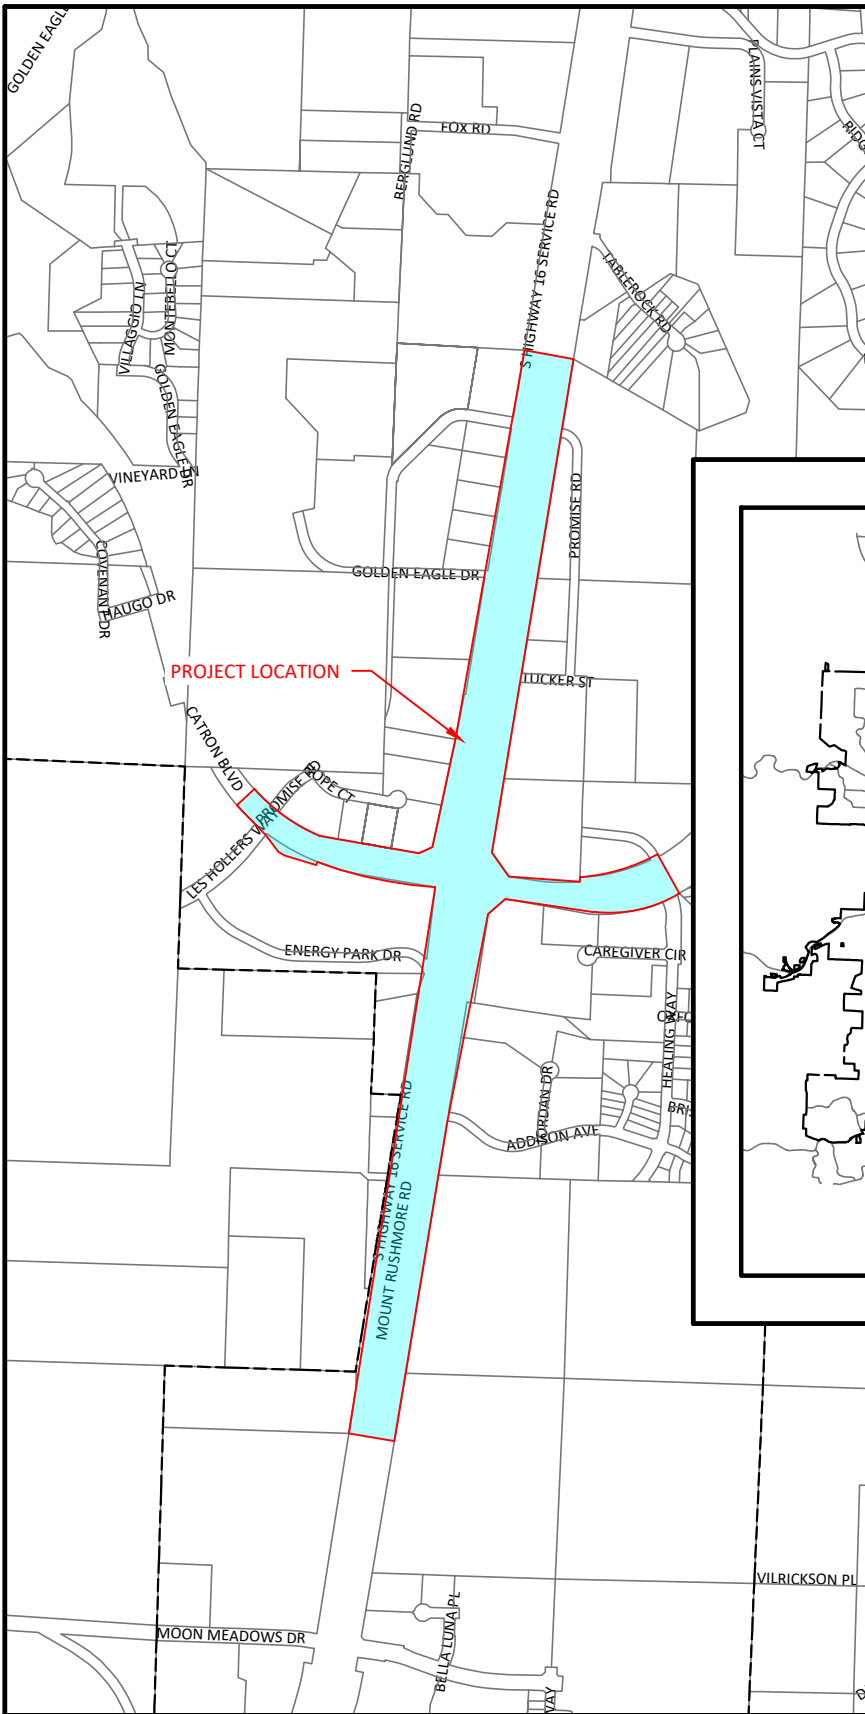 GOLDEN EAGLE
PLAINS VISTA CT
BERGLUND RD
FOX RD
S HIGHWAY 16 SERVICE RD
TABLEROCK RD
MONTEBELLO CT
VILLAGGIO LN
GOLDEN EAGLE DR
VINEYARD LN
PROMISE RD
COVENANT DR
GOLDEN EAGLE DR
HAUGO DR
PROJECT LOCATION
TUCKER ST
CATRON BLVD
PROMISE RD
HOPE CT
LES HOLLERS WAY
ENERGY PARK DR
CAREGIVER CIR
HEALING WAY
JORDAN DR
ADDISON AVE
S HIGHWAY 16 SERVICE RD
MOUNT RUSHMORE RD
VILRICKSON PL
MOON MEADOWS DR
BELLA LUNA PL
WAY